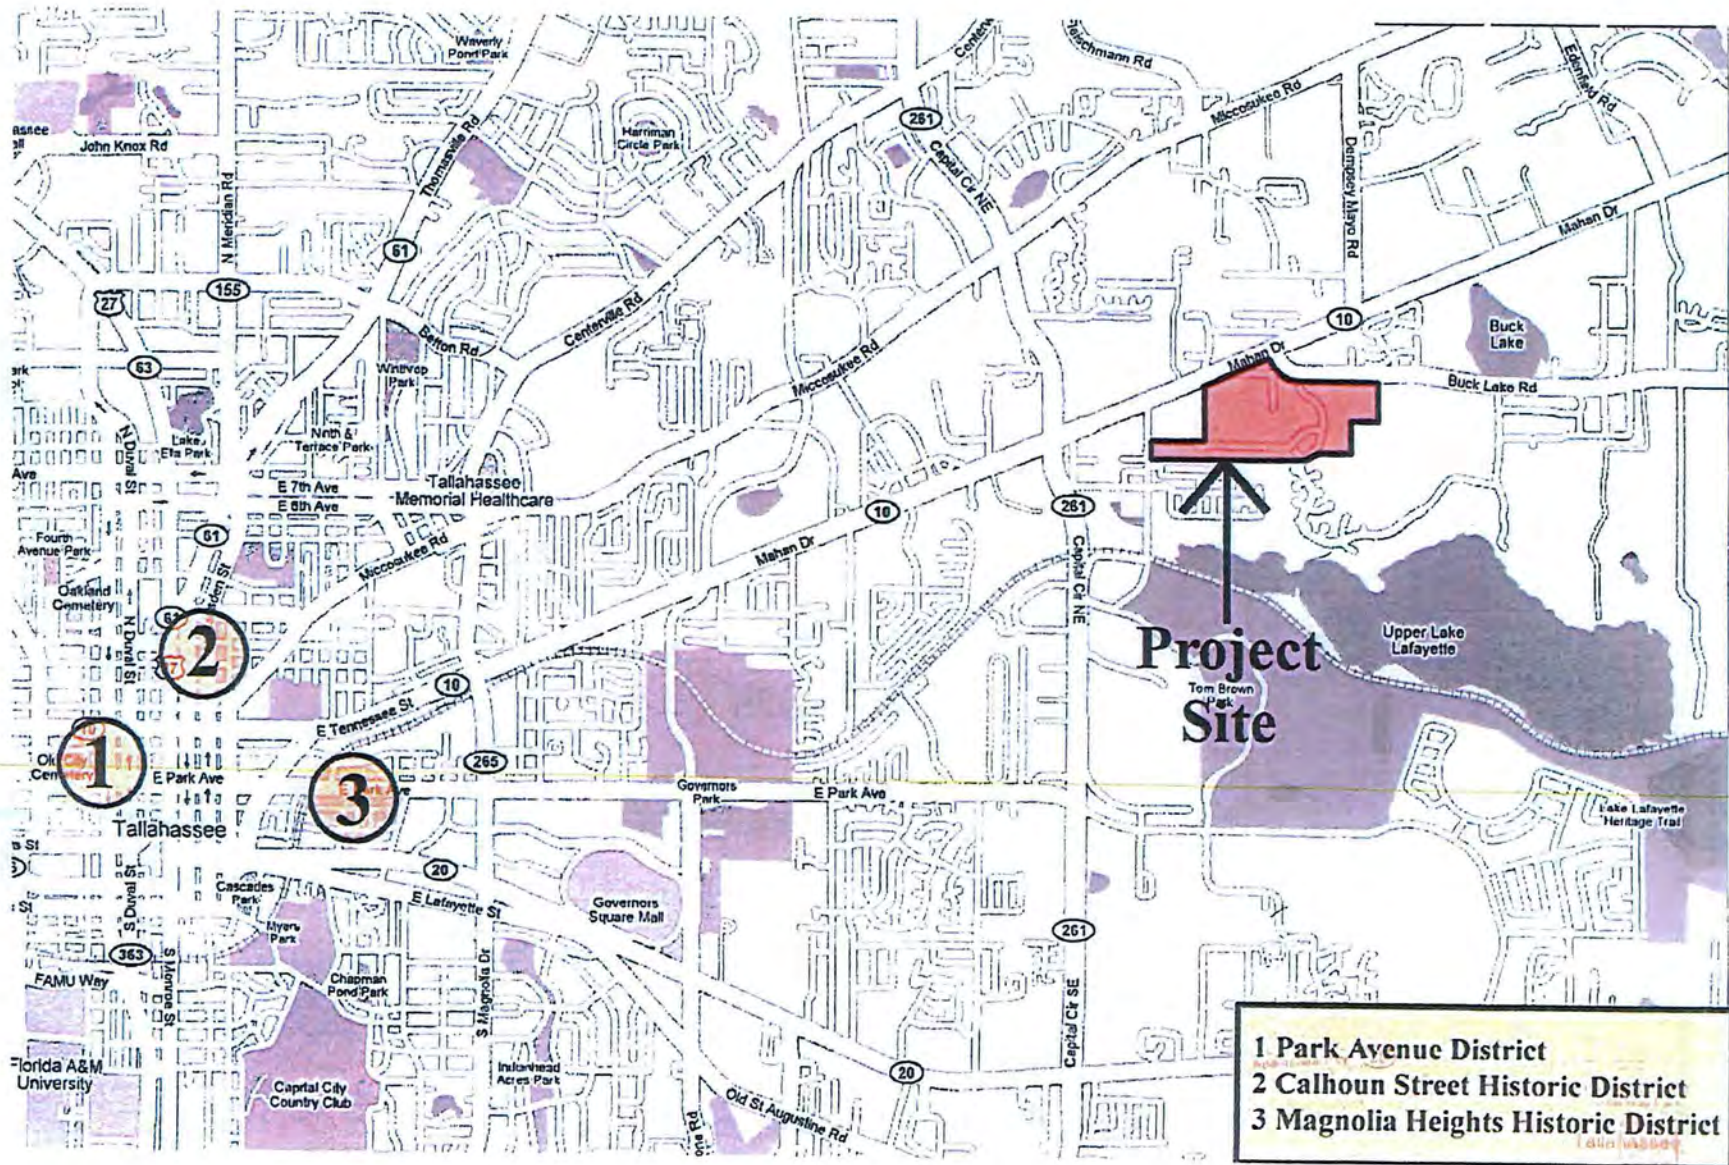 Waverly
Pond Park
Centerw
Fleischmann Rd
Edenfield Rd
Miccosukee Rd
261
Harriman
Circle Park
John Knox Rd
Thomasville Rd
Capital Cir NE
Dempsey Mayo Rd
N Meridian Rd
Mahan Dr
61
155
27
Centerville Rd
10
Buck
Lake
Betton Rd
63
Winthrop
Park
Miccosukee Rd
Mahan Dr
Buck Lake Rd
N Duval St
Lake
Ella Park
Ninth &
Terrace Park
Ave
E 7th Ave
E 6th Ave
Tallahassee
Memorial Healthcare
10
261
61
Fourth
Avenue Park
Miccosukee Rd
Mahan Dr
Capital Cir NE
Oakland
Cemetery
N Duval St
2
Upper Lake
Lafayette
Project
Site
Tom Brown
Park
10
E Tennessee St
1
265
E Park Ave
3
Governors
Park
E Park Ave
Tallahassee
Lake Lafayette
Heritage Trail
S Duval St
20
Cascades
Park
E Lafayette St
Governors
Square Mall
Myers
Park
261
363
FAMU Way
S Monroe St
Chapman
Pond Park
S Magnolia Dr
Capital Cir SE
Florida A&M
University
Capital City
Country Club
Indianhead
Acres Park
20
Old St Augustine Rd
1 Park Avenue District
2 Calhoun Street Historic District
3 Magnolia Heights Historic District